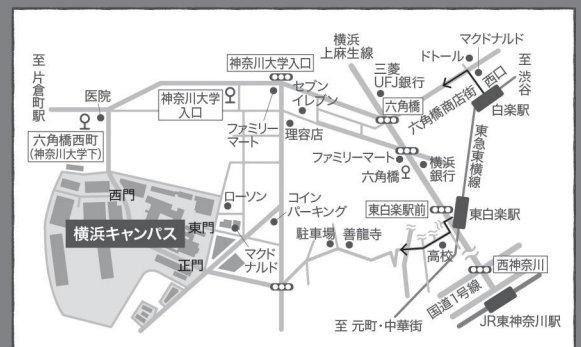 至
片倉町駅
医院
六角橋西町
(神奈川大学下)
神奈川大学
入口
神奈川大学入口
ファミリー
マート
セブン
イレブン
理容店
横浜
上麻生線
三菱
UFJ銀行
六角橋
ドトール
マクドナルド
西口
至
渋谷
六角橋商店街
白楽駅
東急東横線
ファミリーマート
六角橋
横浜
銀行
東白楽駅前
東白楽駅
高校
西神奈川
国道1号線
JR東神奈川駅
至 元町・中華街
西門
横浜キャンパス
東門
正門
ローソン
マクド
ナルド
コイン
パーキング
駐車場
善龍寺